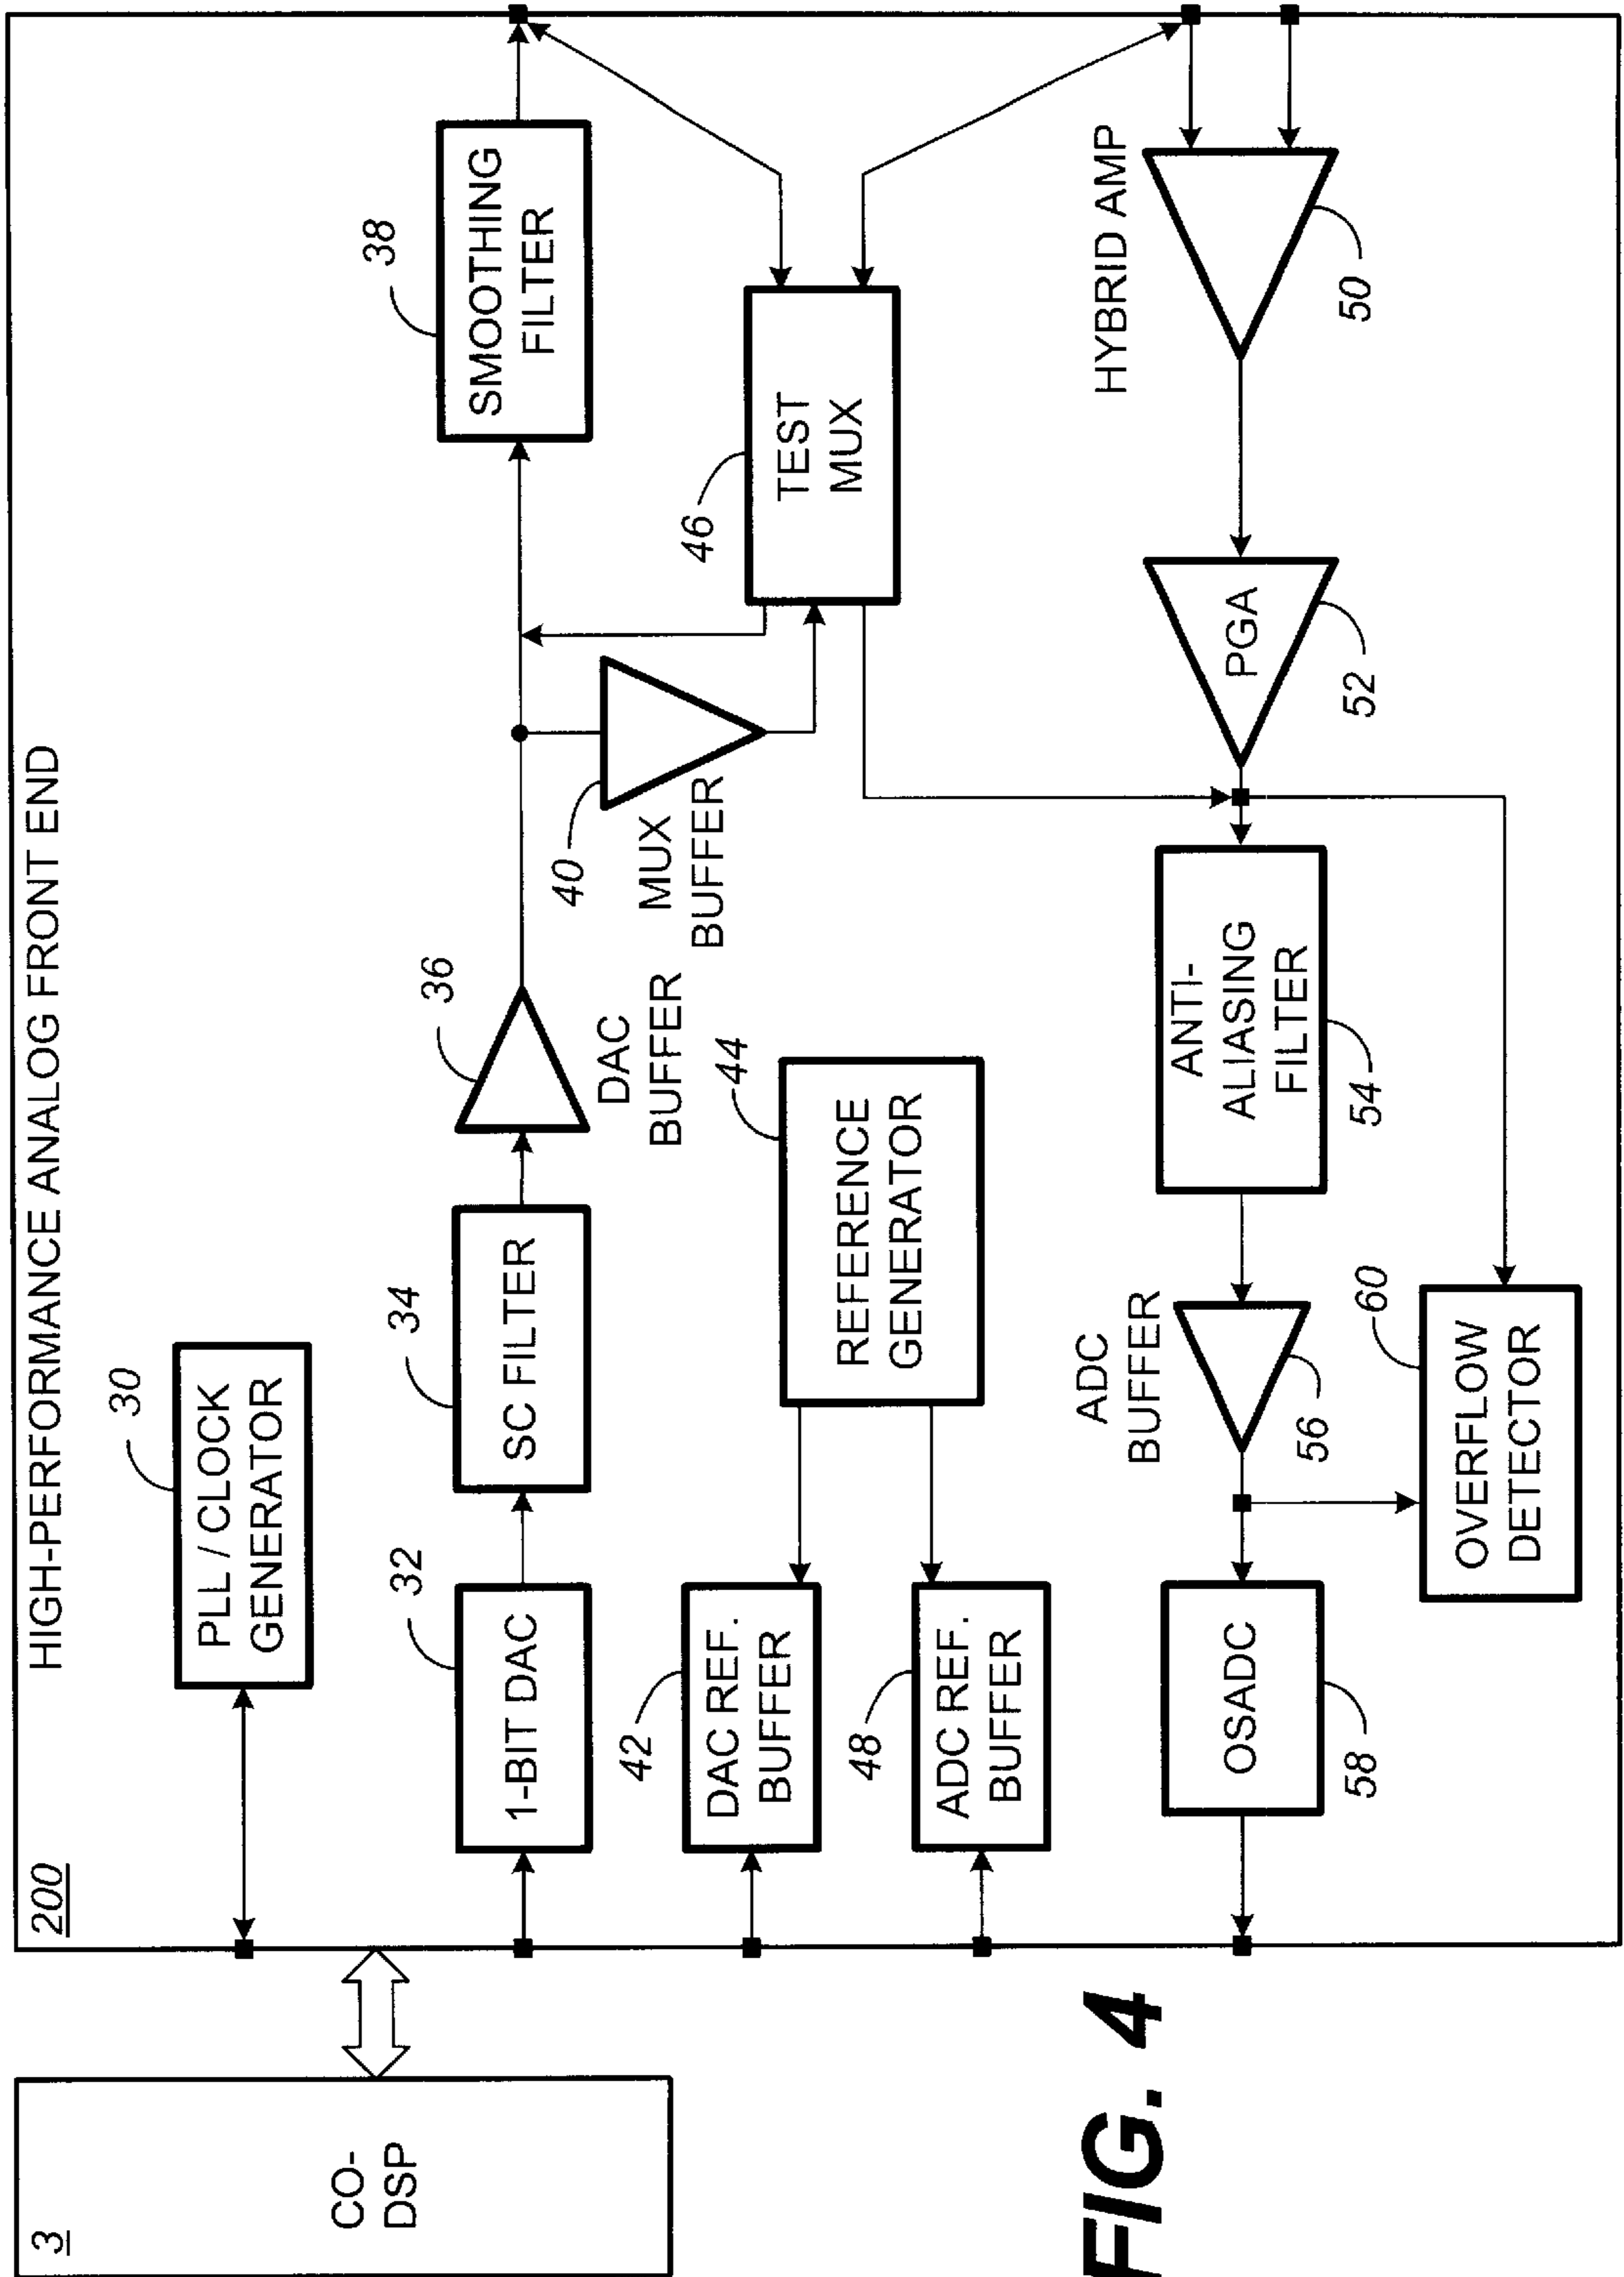 HIGH-PERFORMANCE ANALOG FRONT END
200
3
CO-
DSP
30
PLL / CLOCK
GENERATOR
32
1-BIT DAC
34
SC FILTER
36
DAC
BUFFER
38
SMOOTHING
FILTER
40
MUX
BUFFER
42
DAC REF.
BUFFER
44
REFERENCE
GENERATOR
46
TEST
MUX
48
ADC REF.
BUFFER
HYBRID AMP
50
PGA
52
ANTI-
ALIASING
FILTER
54
ADC
BUFFER
56
OSADC
58
60
OVERFLOW
DETECTOR
FIG. 4